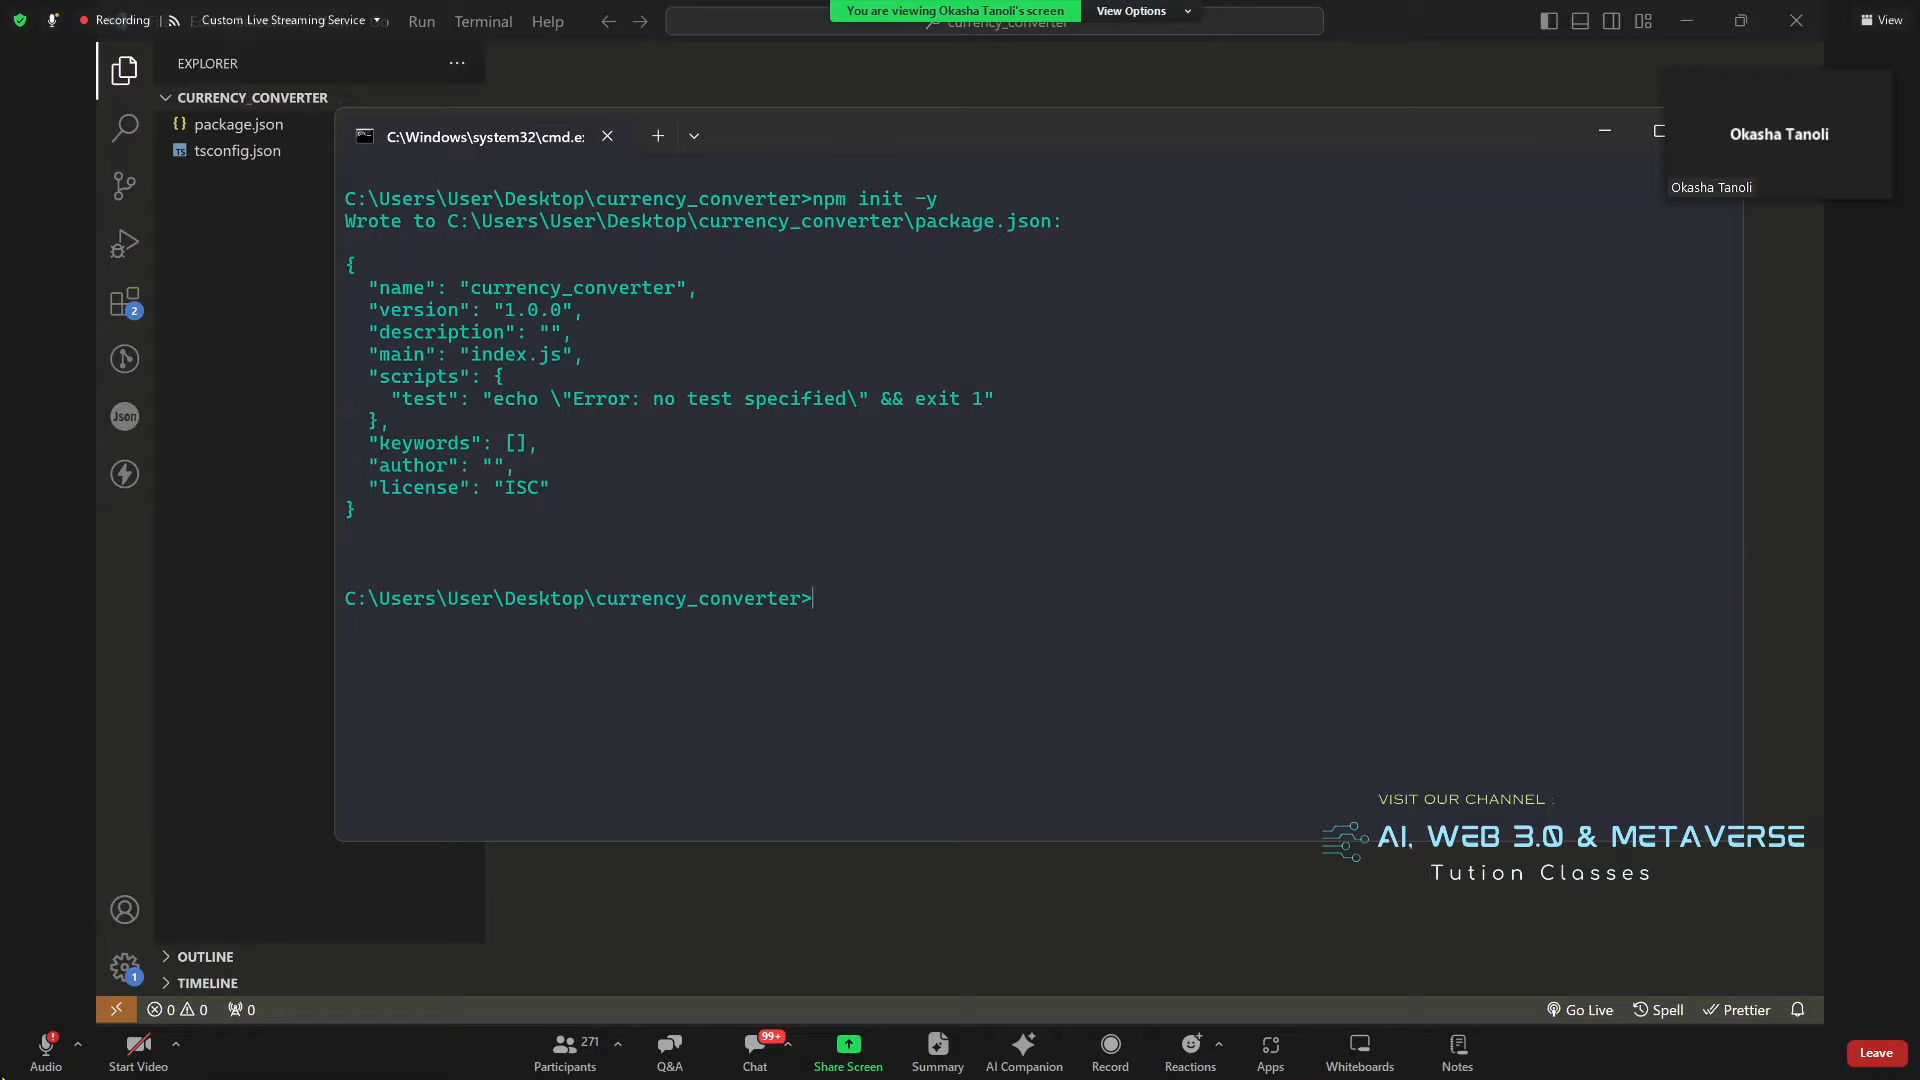 Recording
Custom Live Streaming Service
Run
Terminal
Help
You are viewing Okasha Tanoli's screen
View Options
currency_converter
View
EXPLORER
CURRENCY_CONVERTER
package.json
tsconfig.json
C:\Windows\system32\cmd.e:
Okasha Tanoli
Okasha Tanoli
C:\Users\User\Desktop\currency_converter>npm init -y
Wrote to C:\Users\User\Desktop\currency_converter\package.json:
{
"name": "currency_converter",
"version": "1.0.0",
"description": "",
"main": "index.js",
"scripts": {
"test": "echo \"Error: no test specified\" && exit 1"
},
"keywords": [],
"author": "",
"license": "ISC"
}
C:\Users\User\Desktop\currency_converter>
2
Json
VISIT OUR CHANNEL :
AI, WEB 3.0 & METAVERSE
Tution Classes
1
OUTLINE
TIMELINE
0 0 0
Go Live
Spell
Prettier
Audio
Start Video
271
Participants
Q&A
99+
Chat
Share Screen
Summary
AI Companion
Record
Reactions
Apps
Whiteboards
Notes
Leave